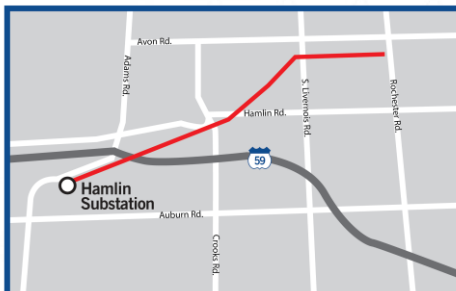 Avon Rd.
Adams Rd.
S. Livernois Rd.
Rochester Rd.
Hamlin Rd.
59
Hamlin
Substation
Auburn Rd.
Crooks Rd.